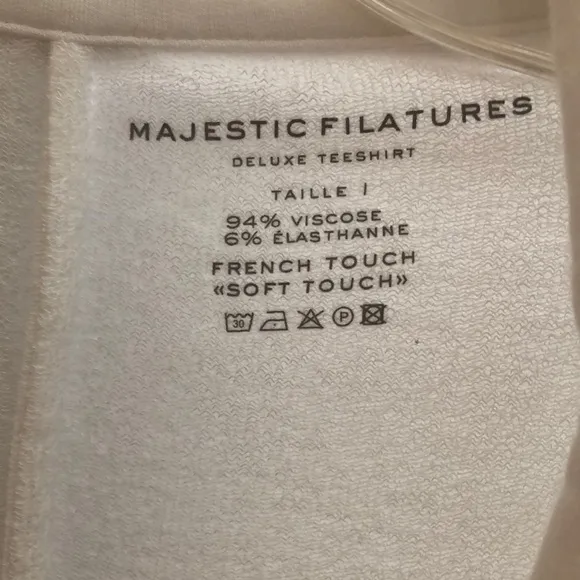 MAJESTIC FILATURES
DELUXE TEESHIRT
TAILLE I
94% VISCOSE
6% ÉLASTHANNE
FRENCH TOUCH
«SOFT TOUCH»
30 P